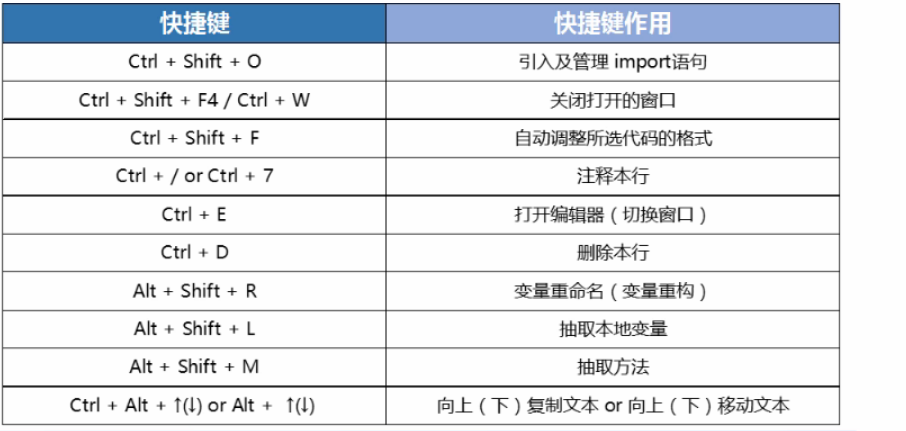 快捷键 快捷键作用
Ctrl + Shift + O 引入及管理 import语句
Ctrl + Shift + F4 / Ctrl + W 关闭打开的窗口
Ctrl + Shift + F 自动调整所选代码的格式
Ctrl + / or Ctrl + 7 注释本行
Ctrl + E 打开编辑器（切换窗口）
Ctrl + D 删除本行
Alt + Shift + R 变量重命名（变量重构）
Alt + Shift + L 抽取本地变量
Alt + Shift + M 抽取方法
Ctrl + Alt + ↑(↓) or Alt + ↑(↓) 向上（下）复制文本 or 向上（下）移动文本